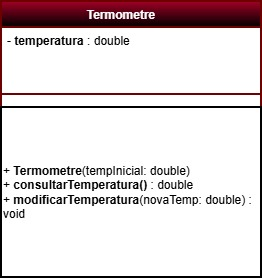 Termometre
- temperatura : double
+ Termometre(tempInicial: double)
+ consultarTemperatura() : double
+ modificarTemperatura(novaTemp: double) :
void